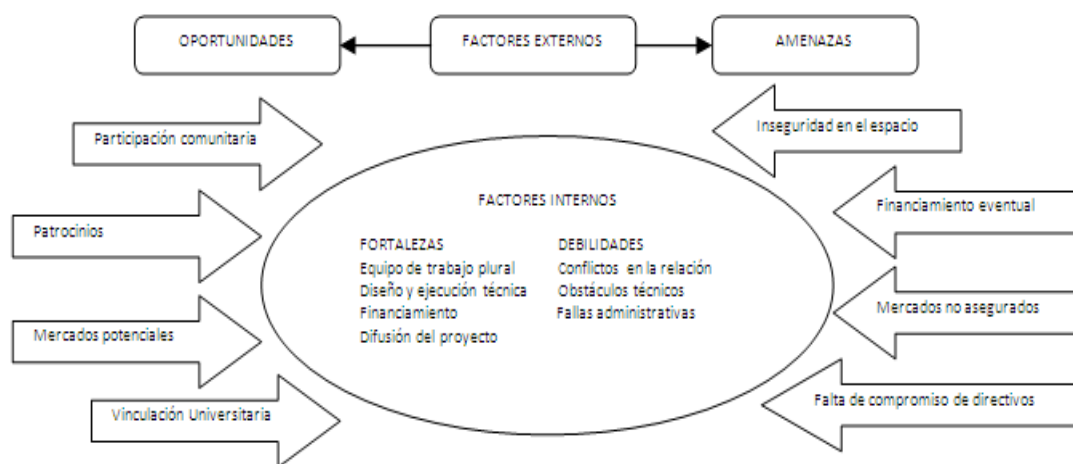 OPORTUNIDADES
FACTORES EXTERNOS
AMENAZAS
Participación comunitaria
Inseguridad en el espacio
Patrocinios
Financiamiento eventual
Mercados potenciales
Mercados no asegurados
Vinculación Universitaria
Falta de compromiso de directivos
FACTORES INTERNOS
FORTALEZAS
Equipo de trabajo plural
Diseño y ejecución técnica
Financiamiento
Difusión del proyecto
DEBILIDADES
Conflictos en la relación
Obstáculos técnicos
Fallas administrativas